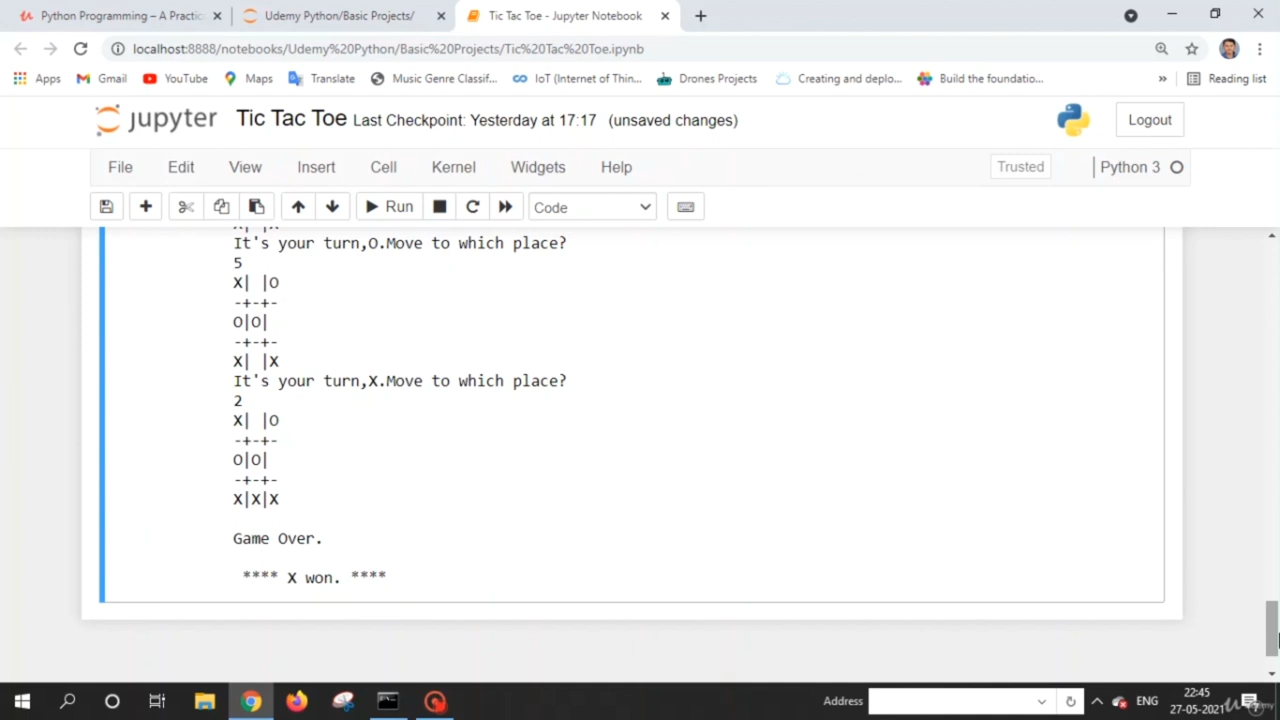 Python Programming – A Practic
Udemy Python/Basic Projects/
Tic Tac Toe - Jupyter Notebook
localhost:8888/notebooks/Udemy%20Python/Basic%20Projects/Tic%20Tac%20Toe.ipynb
Apps
Gmail
YouTube
Maps
Translate
Music Genre Classif...
IoT (Internet of Thin...
Drones Projects
Creating and deplo...
Build the foundatio...
»
Reading list
jupyter
Tic Tac Toe Last Checkpoint: Yesterday at 17:17 (unsaved changes)
Logout
File Edit View Insert Cell Kernel Widgets Help
Trusted
Python 3
Run
Code
It's your turn,O.Move to which place?
5
X| |O
-+-+-
O|O|
-+-+-
X| |X
It's your turn,X.Move to which place?
2
X| |O
-+-+-
O|O|
-+-+-
X|X|X
Game Over.
**** X won. ****
Address
ENG
22:45
27-05-2021